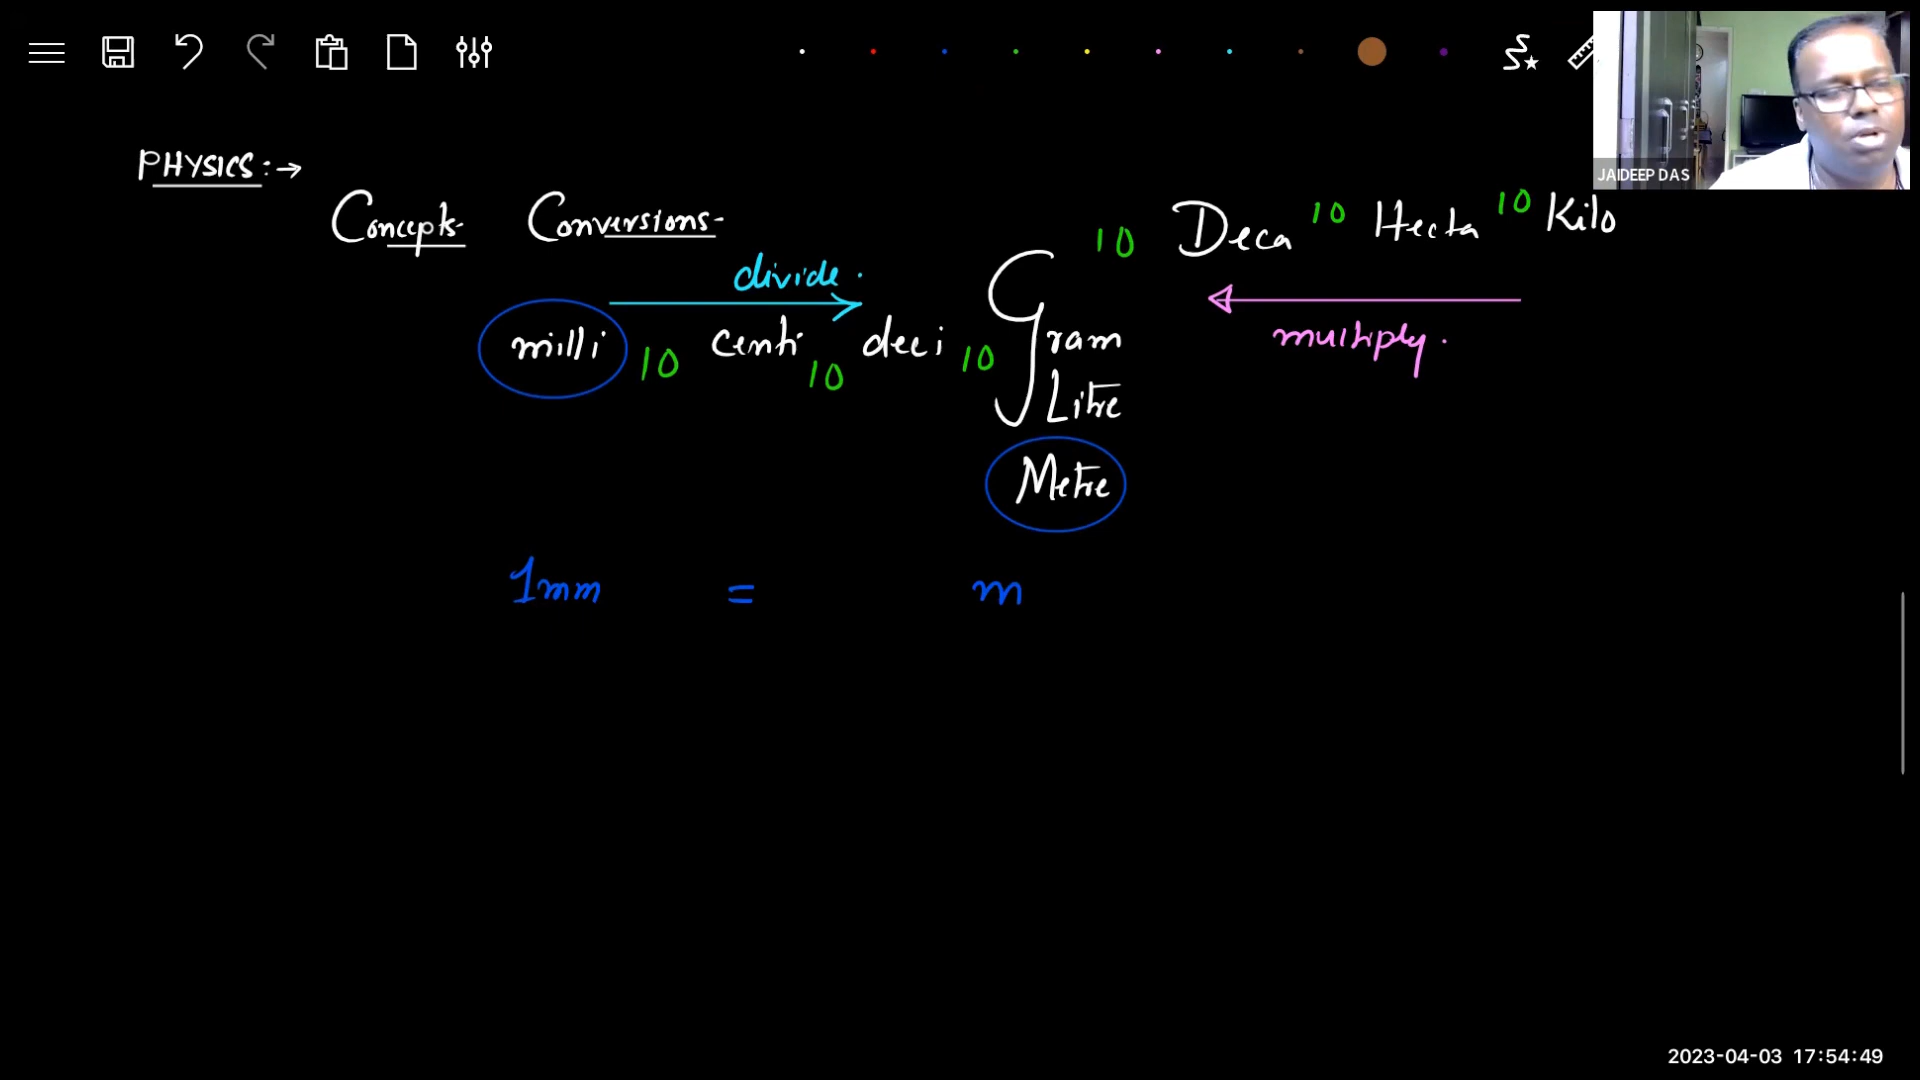 JAIDEEP DAS
PHYSICS:→
Concepts Conversions-
10 Deca 10 Hecta 10 Kilo
divide.
milli 10 centi 10 deci 10 Gram
multiply.
Litre
Metre
1mm = m
2023-04-03 17:54:49